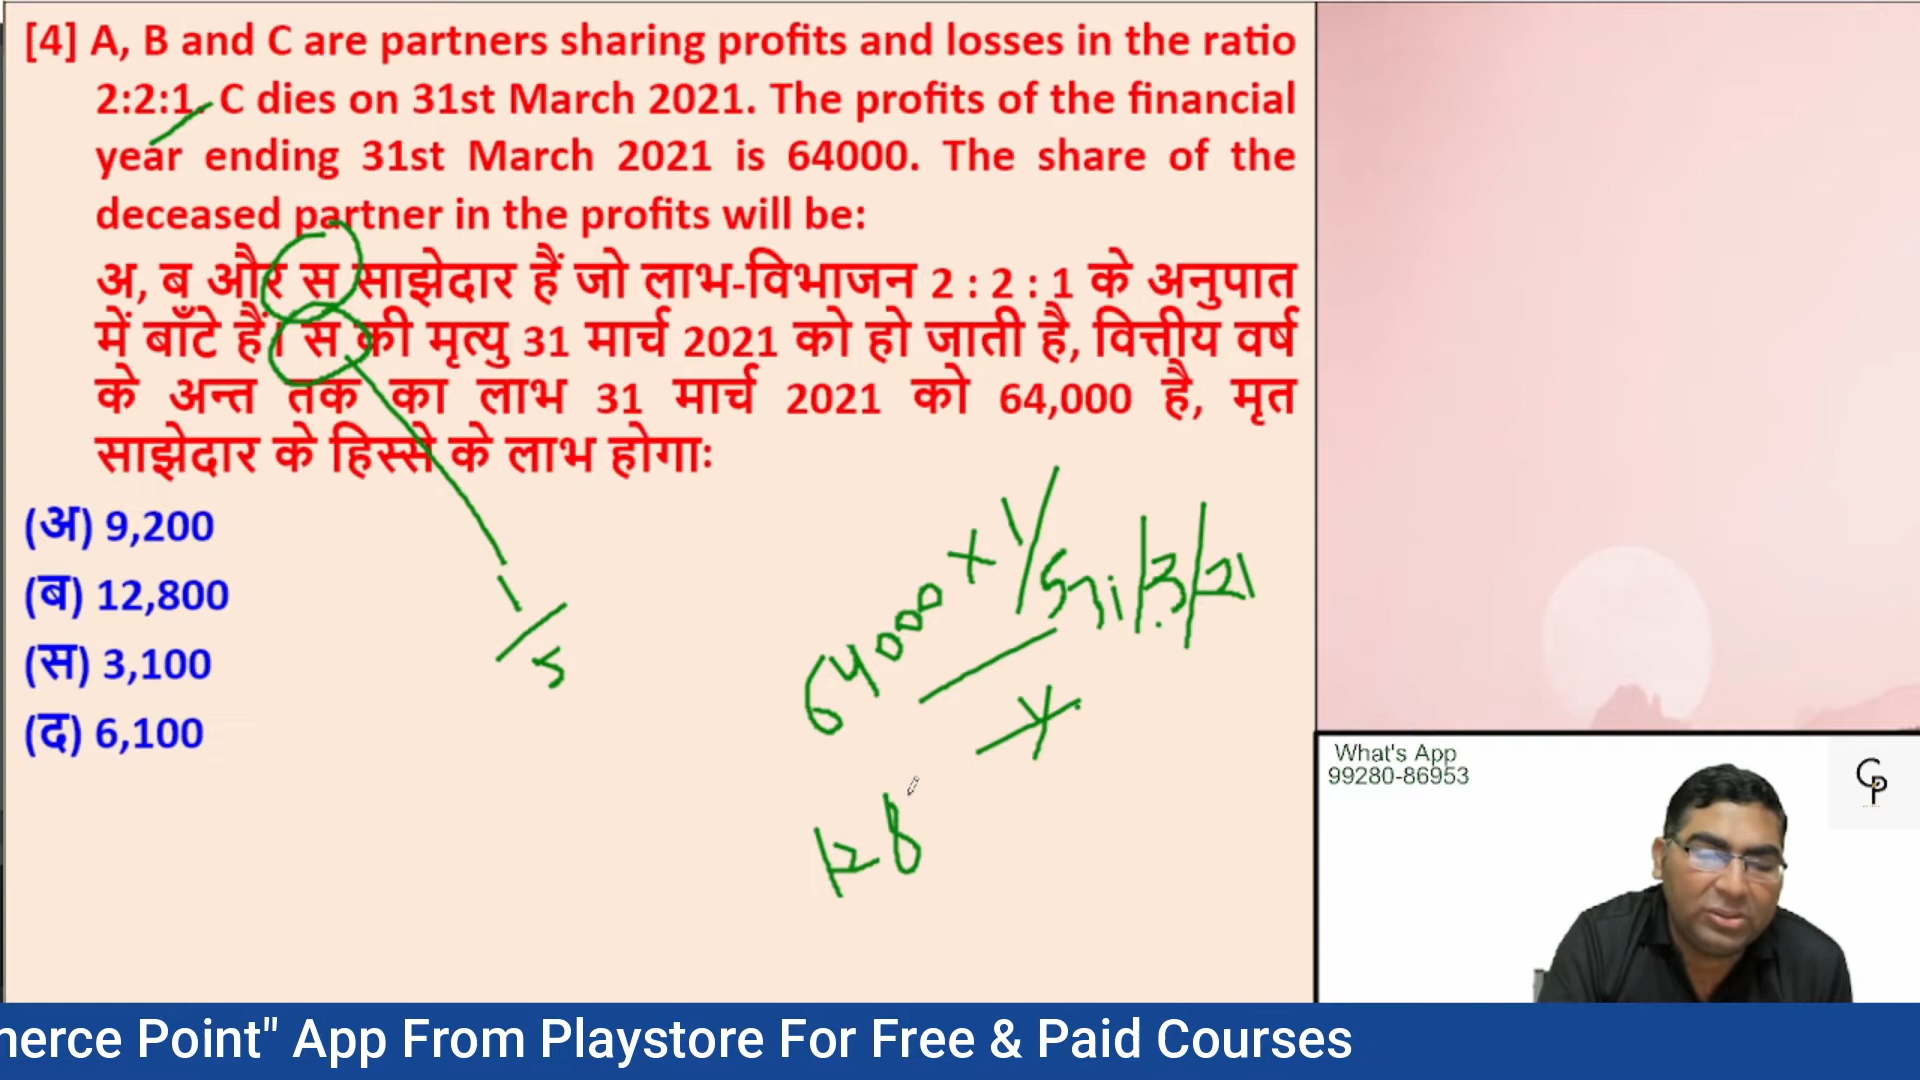 [4] A, B and C are partners sharing profits and losses in the ratio
2:2:1. C dies on 31st March 2021. The profits of the financial
year ending 31st March 2021 is 64000. The share of the
deceased partner in the profits will be:
अ, ब और स साझेदार हैं जो लाभ-विभाजन 2 : 2 : 1 के अनुपात
में बाँटे हैं। स की मृत्यु 31 मार्च 2021 को हो जाती है, वित्तीय वर्ष
के अन्त तक का लाभ 31 मार्च 2021 को 64,000 है, मृत
साझेदार के हिस्से के लाभ होगाः
(अ) 9,200
(ब) 12,800
(स) 3,100
(द) 6,100
1/5
64000 x 1/5
31/3/21
128
What's App
99280-86953
CP
merce Point" App From Playstore For Free & Paid Courses